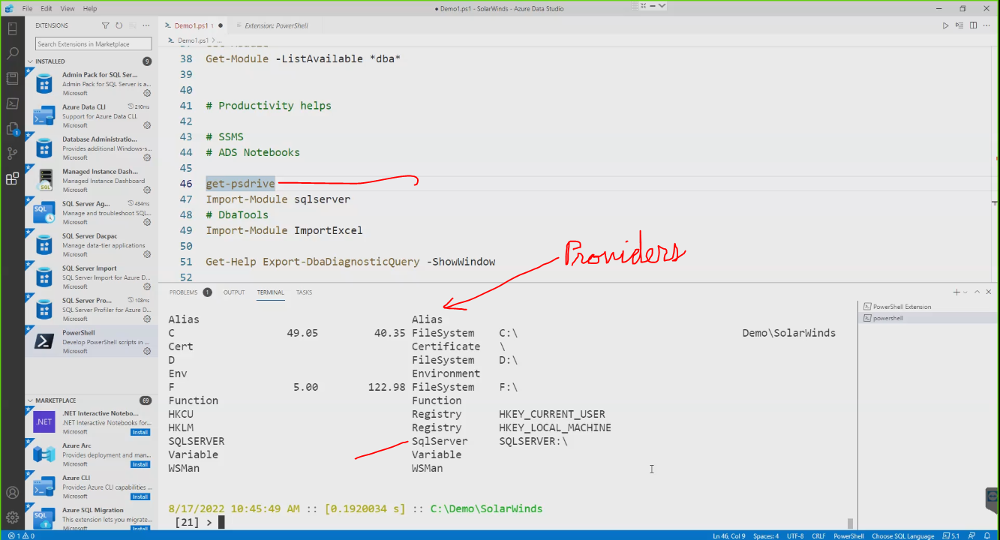 File Edit View Help
● Demo1.ps1 - SolarWinds - Azure Data Studio
EXTENSIONS
Search Extensions in Marketplace
INSTALLED 9
Admin Pack for SQL Ser...
Admin Pack for SQL Server is a...
Microsoft
Azure Data CLI 210ms
Support for Azure Data CLI.
Microsoft
Database Administratio...
Provides additional Windows-s...
Microsoft
Managed Instance Dash...
Managed Instance Dashboard
Microsoft
SQL Server Ag... 434ms
Manage and troubleshoot SQL...
Microsoft
SQL Server Dacpac
Manage data-tier applications
Microsoft
SQL Server Import
SQL Server Import for Azure D...
Microsoft
SQL Server Pro... 108ms
SQL Server Profiler for Azure D...
Microsoft
PowerShell
Develop PowerShell scripts in ...
Microsoft
MARKETPLACE 69
.NET Interactive Notebo...
.NET Interactive Notebooks for...
Microsoft Install
Azure Arc
Provides deployment and man...
Microsoft Install
Azure CLI
Provides Azure CLI capabilities ...
Microsoft Install
Azure SQL Migration
This extension lets you migrate...
Microsoft Install
Demo1.ps1 1 ● Extension: PowerShell
Demo1.ps1 > ...
38 Get-Module -ListAvailable *dba*
39
40
41 # Productivity helps
42
43 # SSMS
44 # ADS Notebooks
45
46 get-psdrive
47 Import-Module sqlserver
48 # DbaTools
49 Import-Module ImportExcel
50
51 Get-Help Export-DbaDiagnosticQuery -ShowWindow
52
Providers
PROBLEMS 1 OUTPUT TERMINAL TASKS
Alias Alias
C 49.05 40.35 FileSystem C:\ Demo\SolarWinds
Cert Certificate \
D FileSystem D:\
Env Environment
F 5.00 122.98 FileSystem F:\
Function Function
HKCU Registry HKEY_CURRENT_USER
HKLM Registry HKEY_LOCAL_MACHINE
SQLSERVER SqlServer SQLSERVER:\
Variable Variable
WSMan WSMan
8/17/2022 10:45:49 AM :: [0.1920034 s] :: C:\Demo\SolarWinds
[21] >
PowerShell Extension
powershell
1 0 Ln 46, Col 9 Spaces: 4 UTF-8 CRLF PowerShell Choose SQL Language 5.1